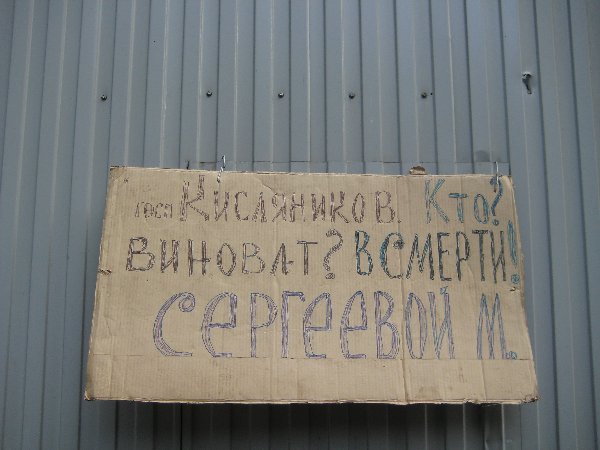 госп Кисляников. Кто?
виноват? в смерти!
Сергеевой М.